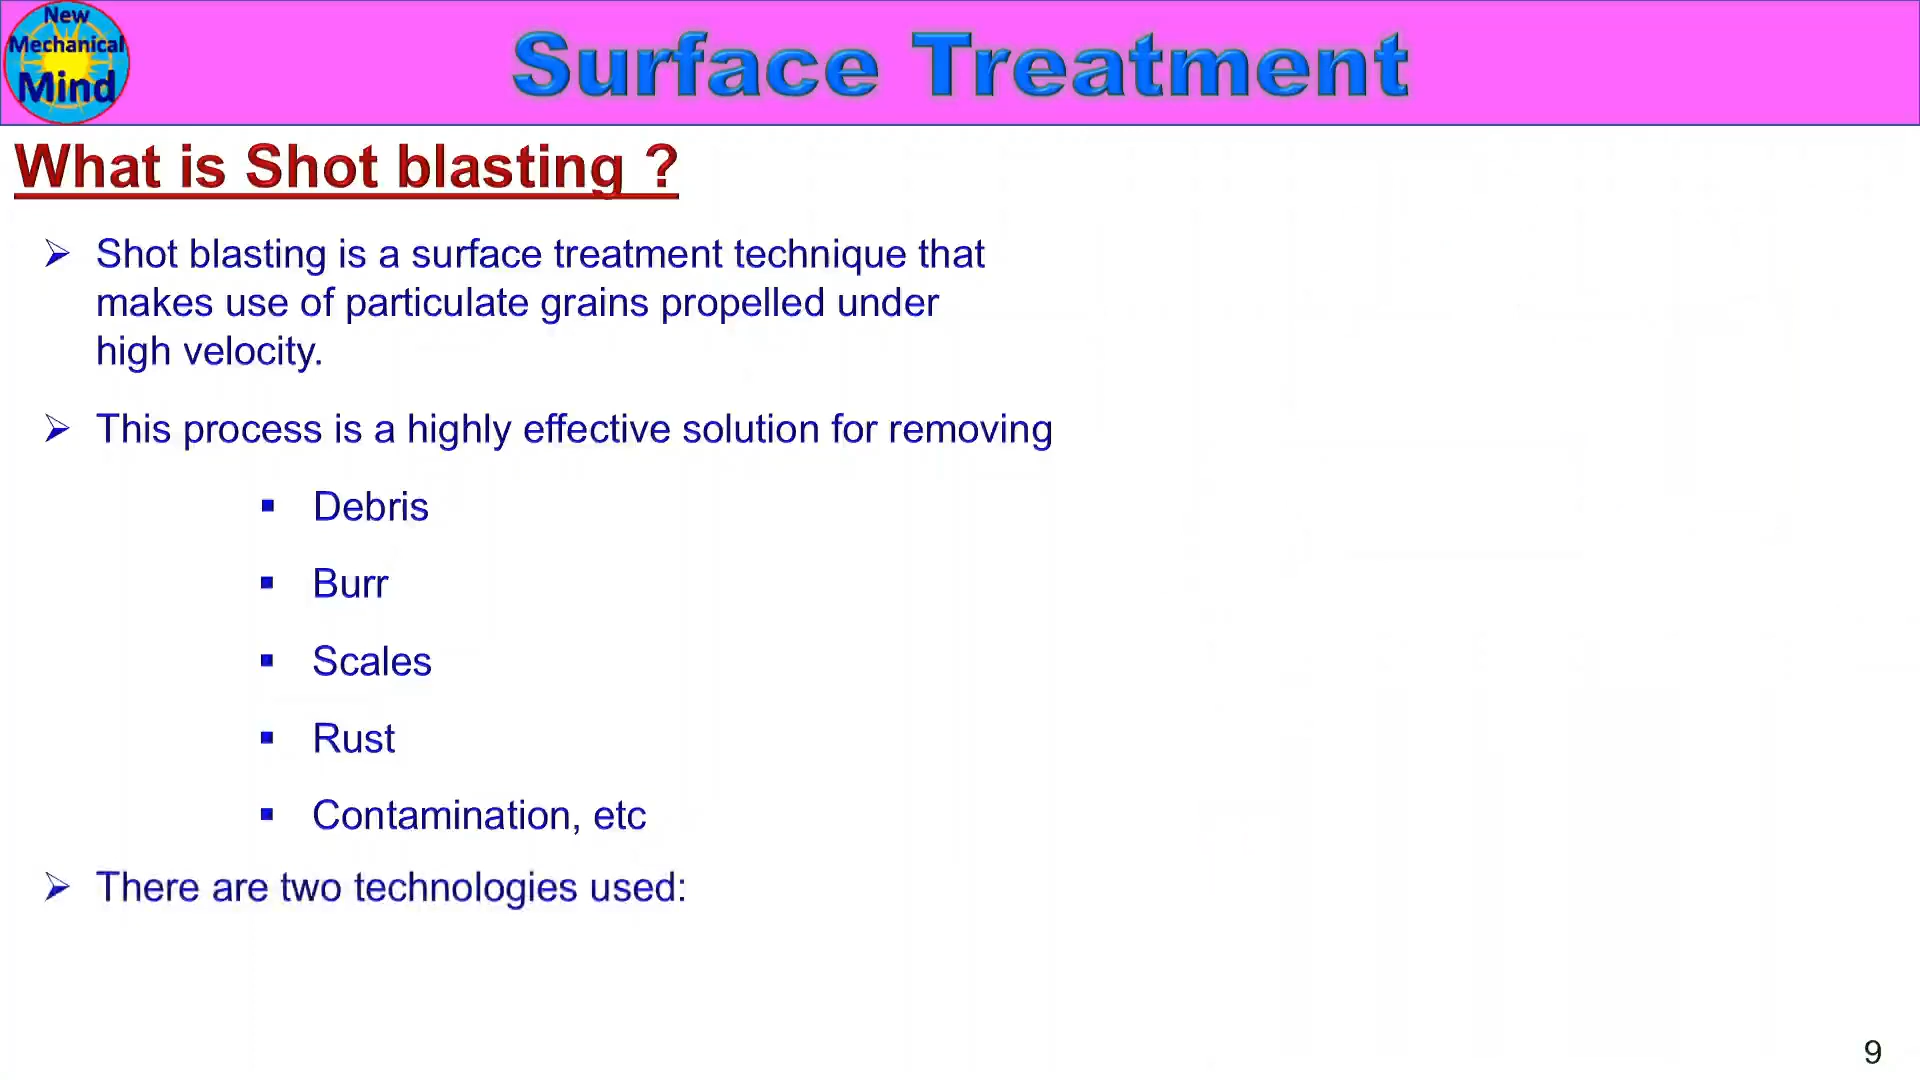 New
Mechanical
Mind
Surface Treatment
What is Shot blasting ?
➢ Shot blasting is a surface treatment technique that
makes use of particulate grains propelled under
high velocity.
➢ This process is a highly effective solution for removing
▪ Debris
▪ Burr
▪ Scales
▪ Rust
▪ Contamination, etc
➢ There are two technologies used:
9